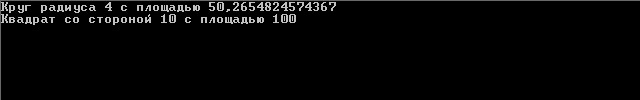 Круг радиуса 4 с площадью 50,2654824574367
Квадрат со стороной 10 с площадью 100